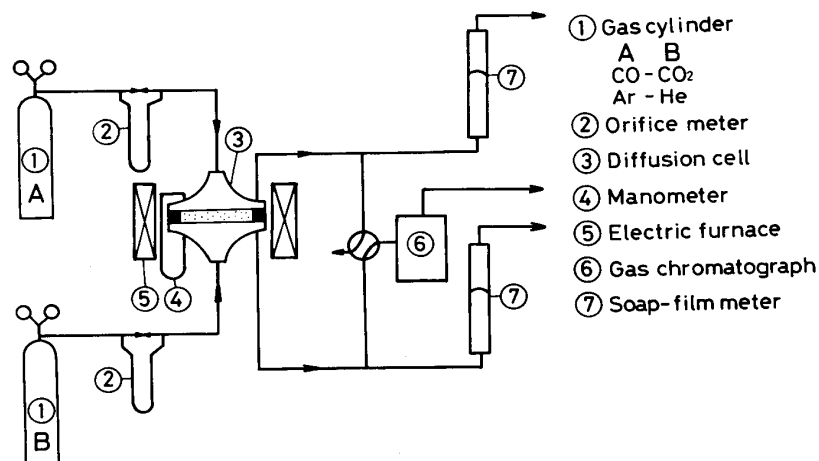 ① Gas cylinder
A B
CO - CO₂
Ar - He
② Orifice meter
③ Diffusion cell
④ Manometer
⑤ Electric furnace
⑥ Gas chromatograph
⑦ Soap-film meter
①
A
②
③
⑤
④
⑥
⑦
⑦
②
①
B